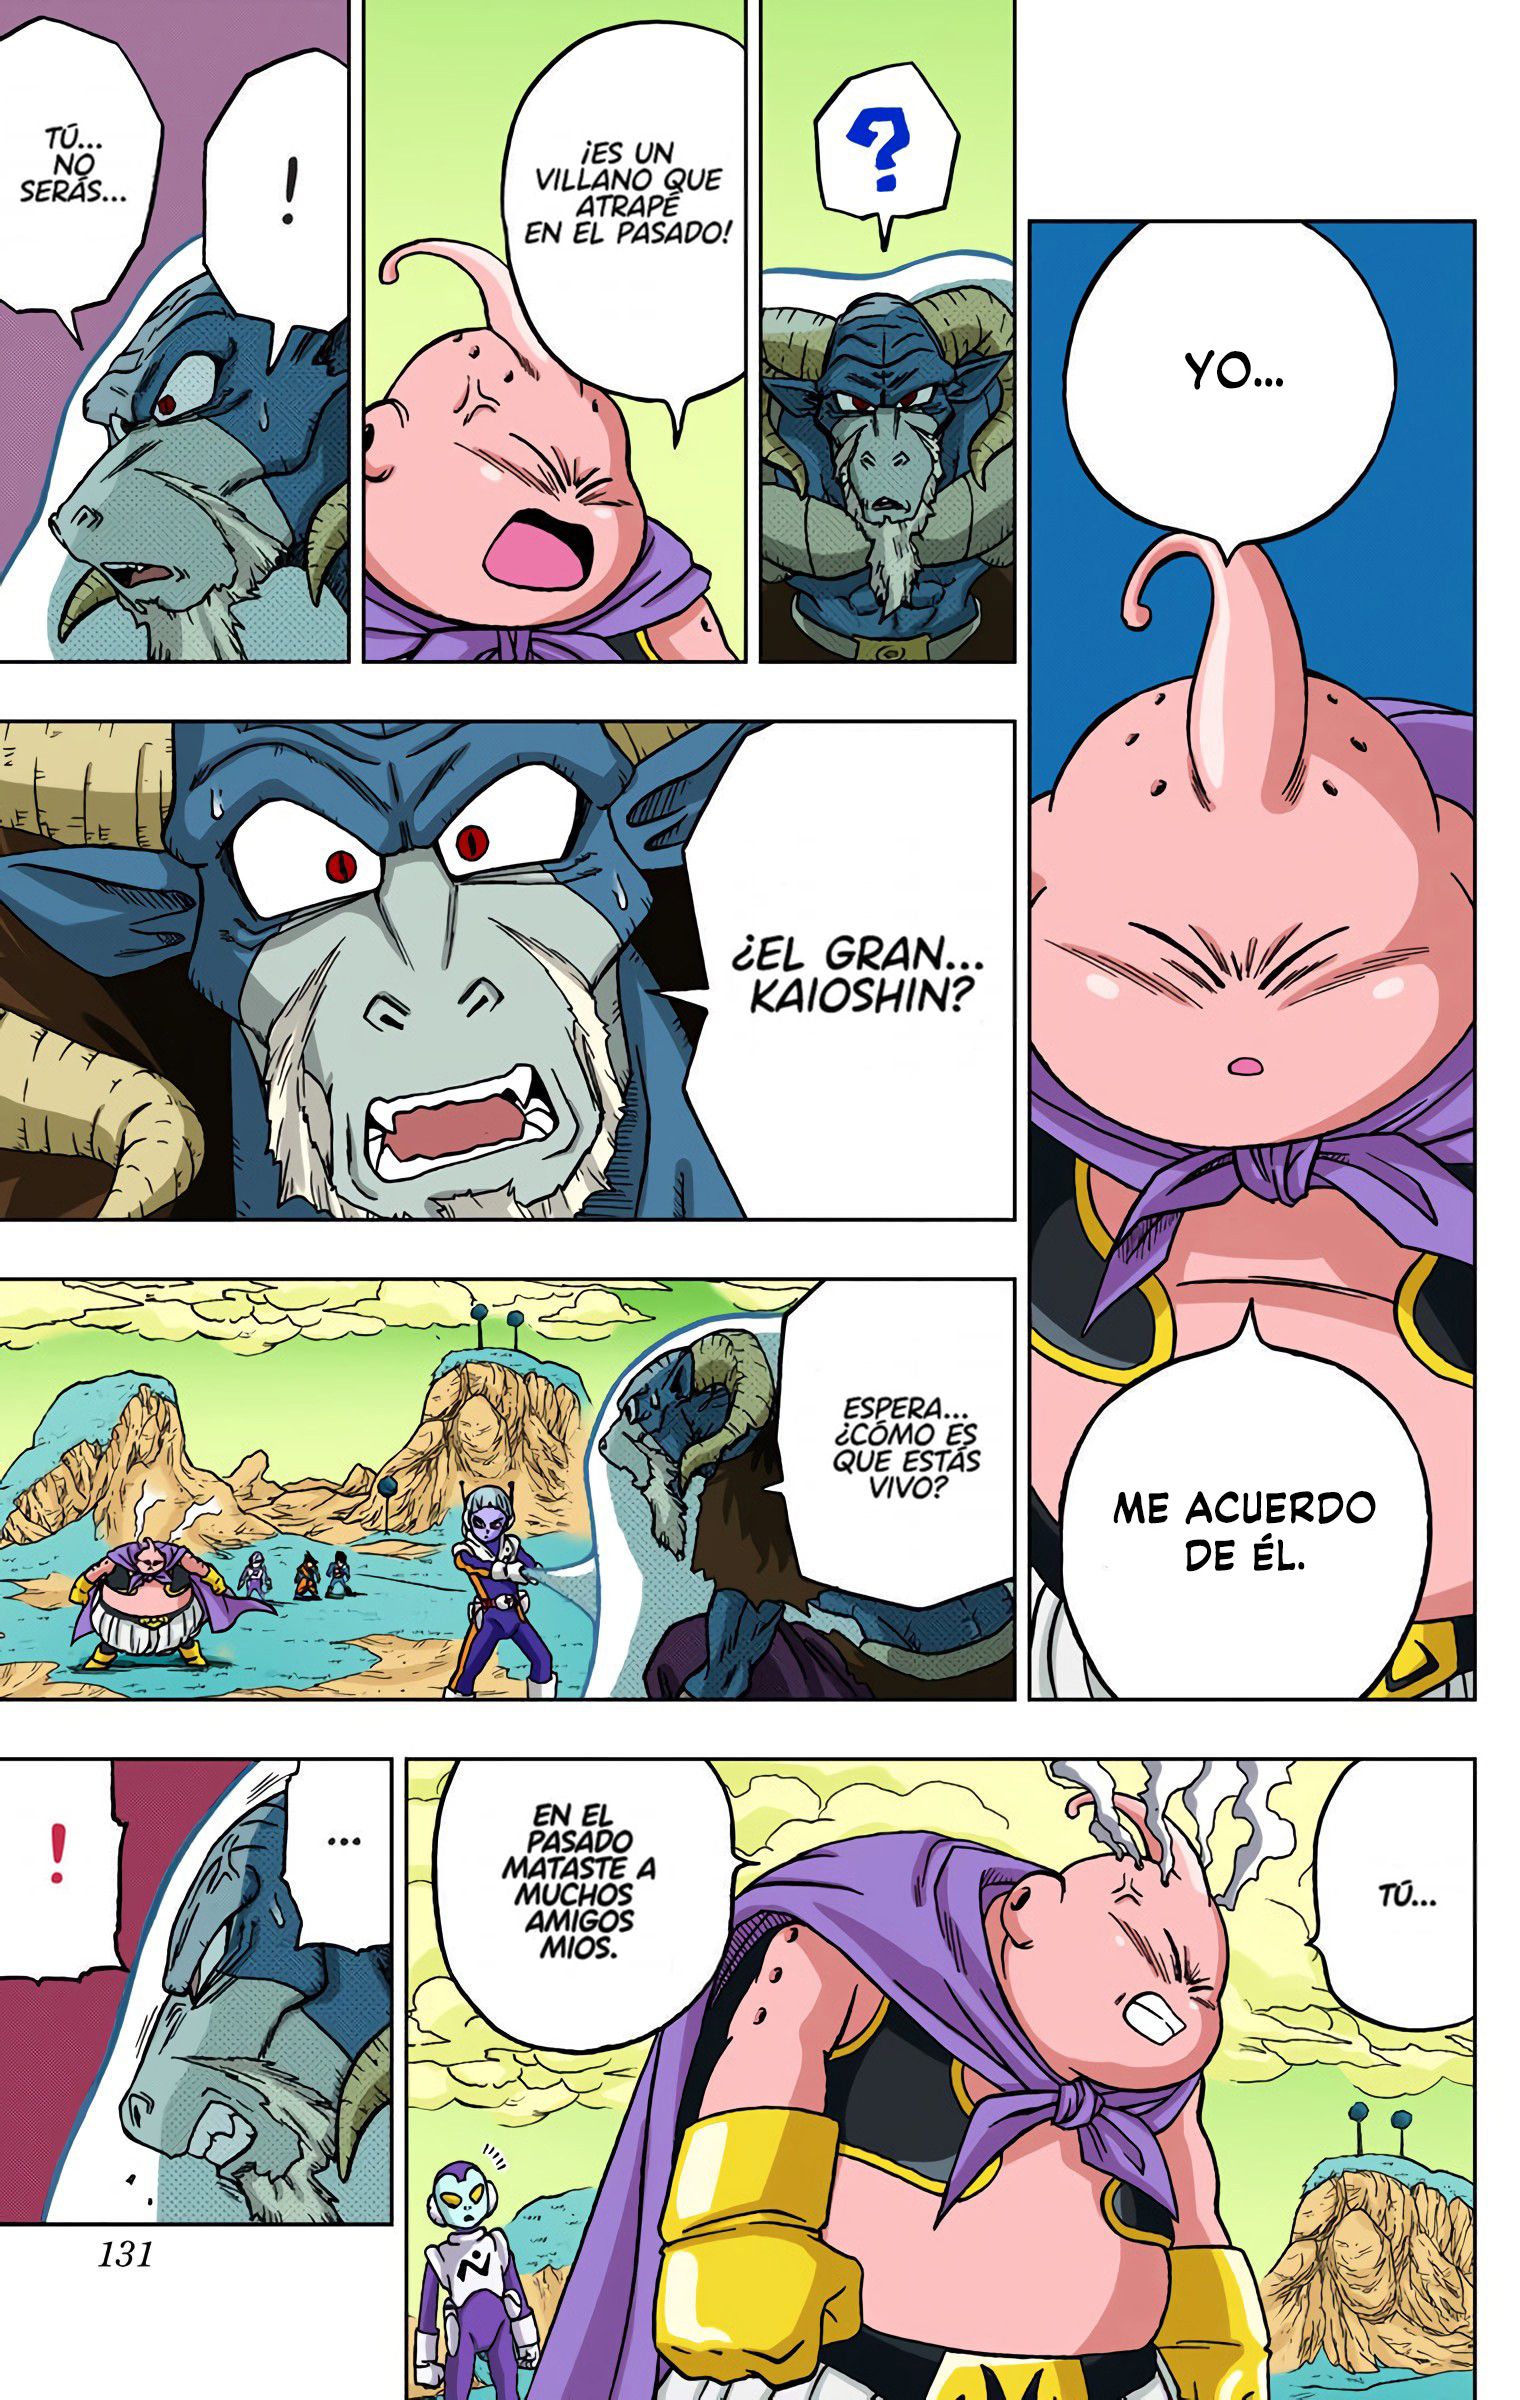 YO...
ME ACUERDO
DE ÉL.
?
¡ES UN
VILLANO QUE
ATRAPÉ
EN EL PASADO!
!
TÚ...
NO
SERÁS...
¿EL GRAN...
KAIOSHIN?
ESPERA...
¿CÓMO ES
QUE ESTÁS
VIVO?
TÚ...
EN EL
PASADO
MATASTE A
MUCHOS
AMIGOS
MIOS.
...
!
131